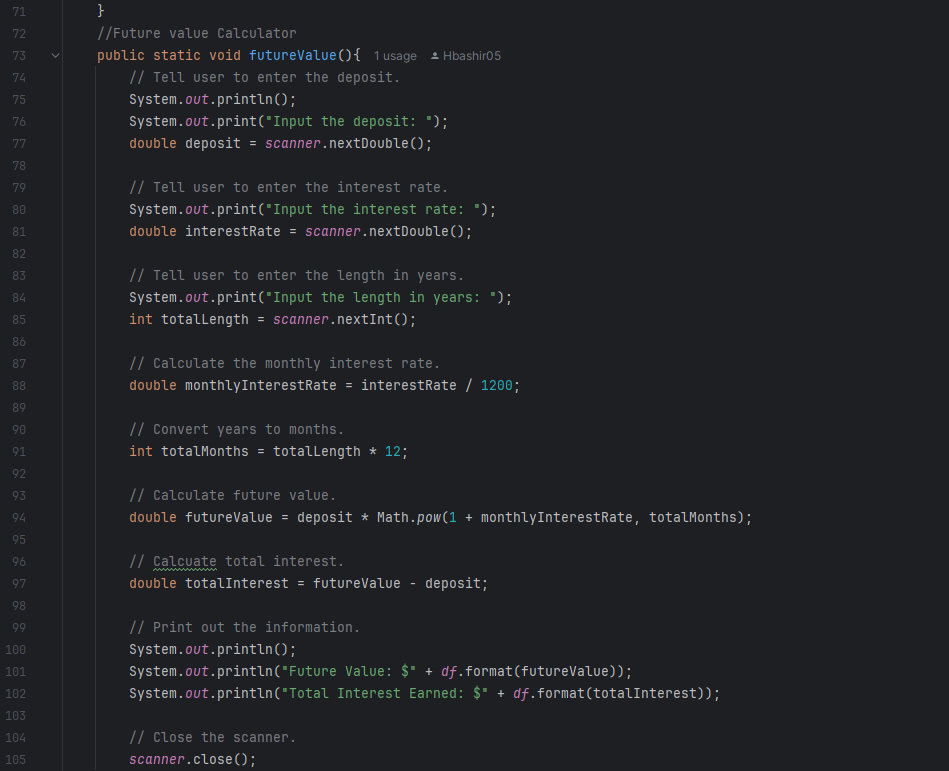 71 }
72 //Future value Calculator
73 public static void futureValue(){ 1 usage Hbashir05
74 // Tell user to enter the deposit.
75 System.out.println();
76 System.out.print("Input the deposit: ");
77 double deposit = scanner.nextDouble();
78
79 // Tell user to enter the interest rate.
80 System.out.print("Input the interest rate: ");
81 double interestRate = scanner.nextDouble();
82
83 // Tell user to enter the length in years.
84 System.out.print("Input the length in years: ");
85 int totalLength = scanner.nextInt();
86
87 // Calculate the monthly interest rate.
88 double monthlyInterestRate = interestRate / 1200;
89
90 // Convert years to months.
91 int totalMonths = totalLength * 12;
92
93 // Calculate future value.
94 double futureValue = deposit * Math.pow(1 + monthlyInterestRate, totalMonths);
95
96 // Calcuate total interest.
97 double totalInterest = futureValue - deposit;
98
99 // Print out the information.
100 System.out.println();
101 System.out.println("Future Value: $" + df.format(futureValue));
102 System.out.println("Total Interest Earned: $" + df.format(totalInterest));
103
104 // Close the scanner.
105 scanner.close();